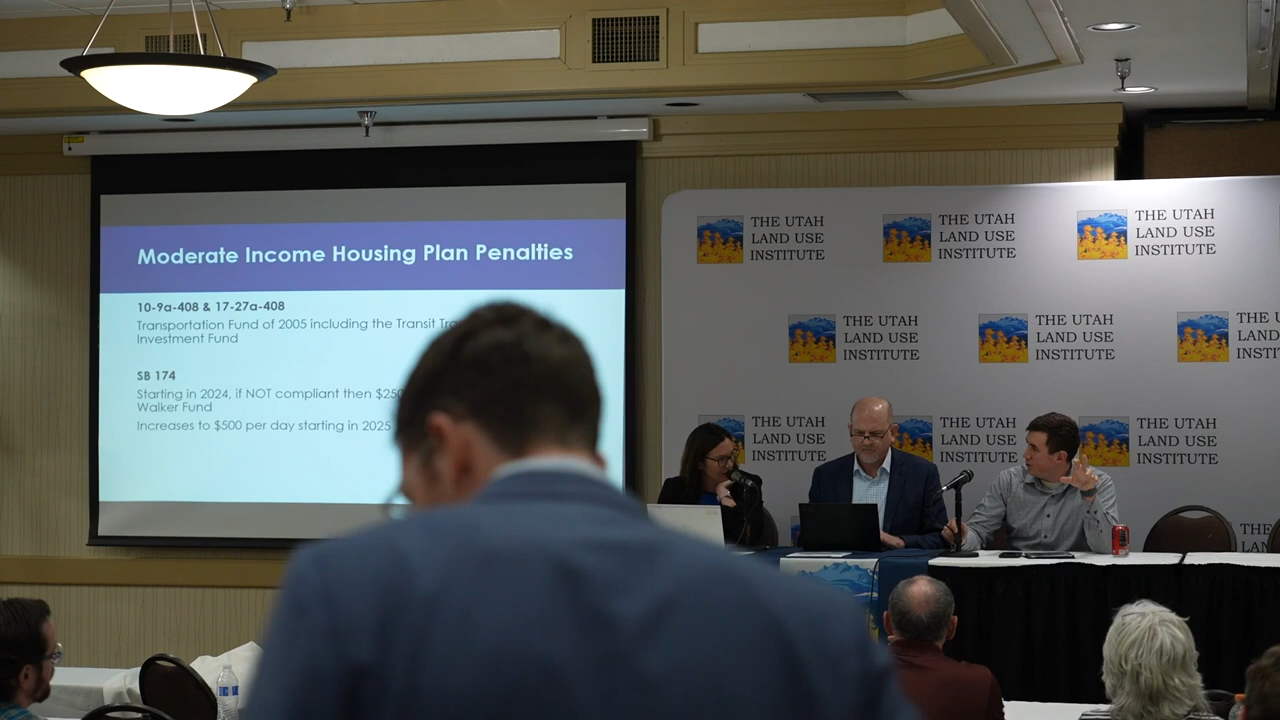 Moderate Income Housing Plan Penalties
10-9a-408 & 17-27a-408
Transportation Fund of 2005 including the Transit
Investment Fund
SB 174
Starting in 2024, if NOT compliant then
Walker Fund
Increases to $500 per day starting in 2025
THE UTAH
LAND USE
INSTITUTE
THE UTAH
LAND USE
INSTITUTE
THE UTAH
LAND USE
INSTITUTE
THE UTAH
LAND USE
INSTITUTE
THE UTAH
LAND USE
INSTITUTE
THE
LAND
THE UTAH
LAND USE
INSTITUTE
THE UTAH
LAND USE
INSTITUTE
THE UTAH
LAND USE
INSTITUTE
THE